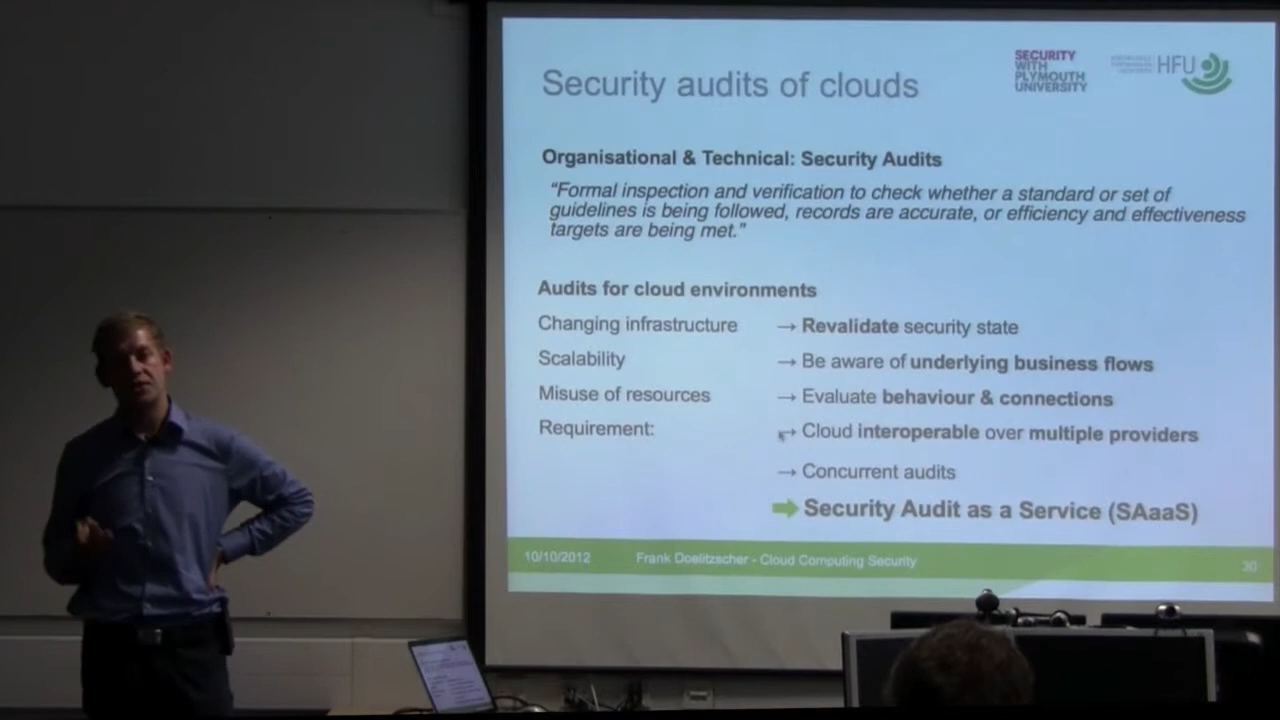 Security audits of clouds
SECURITY
WITH
PLYMOUTH
UNIVERSITY
HFU
Organisational & Technical: Security Audits
“Formal inspection and verification to check whether a standard or set of
guidelines is being followed, records are accurate, or efficiency and effectiveness
targets are being met.”
Audits for cloud environments
Changing infrastructure → Revalidate security state
Scalability → Be aware of underlying business flows
Misuse of resources → Evaluate behaviour & connections
Requirement: → Cloud interoperable over multiple providers
→ Concurrent audits
Security Audit as a Service (SAaaS)
10/10/2012 Frank Doelitzscher - Cloud Computing Security 30